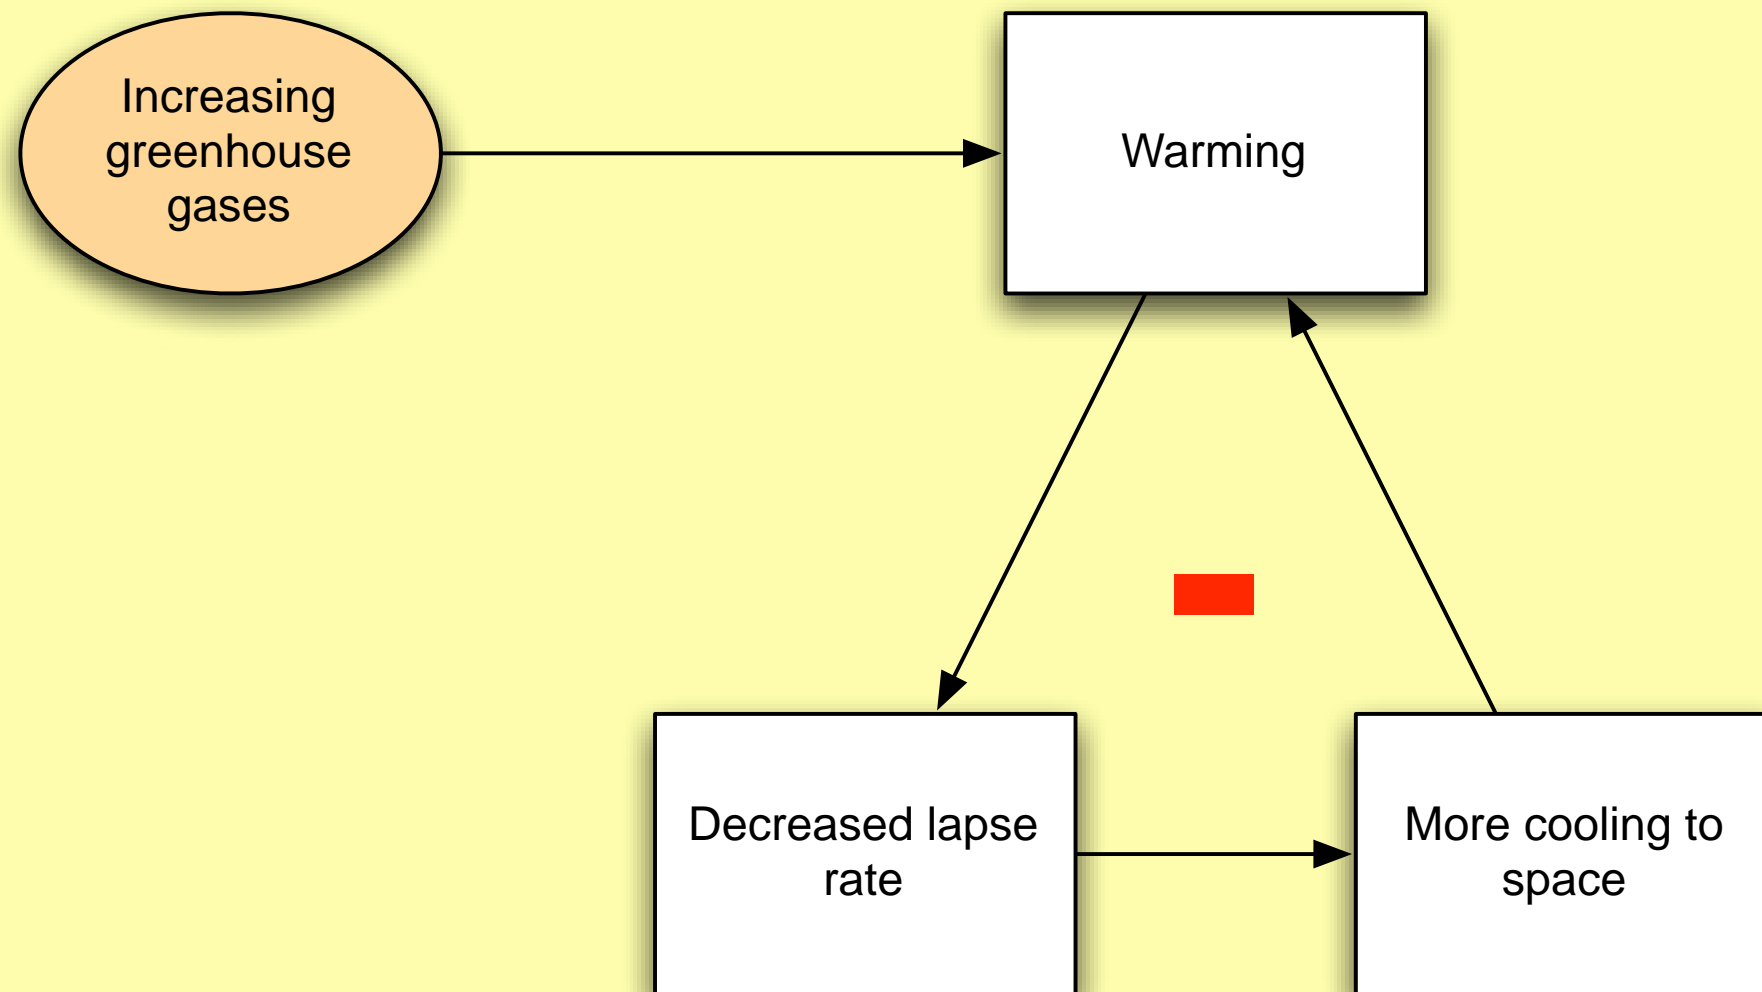 Increasing
greenhouse
gases
Warming
Decreased lapse
rate
More cooling to
space